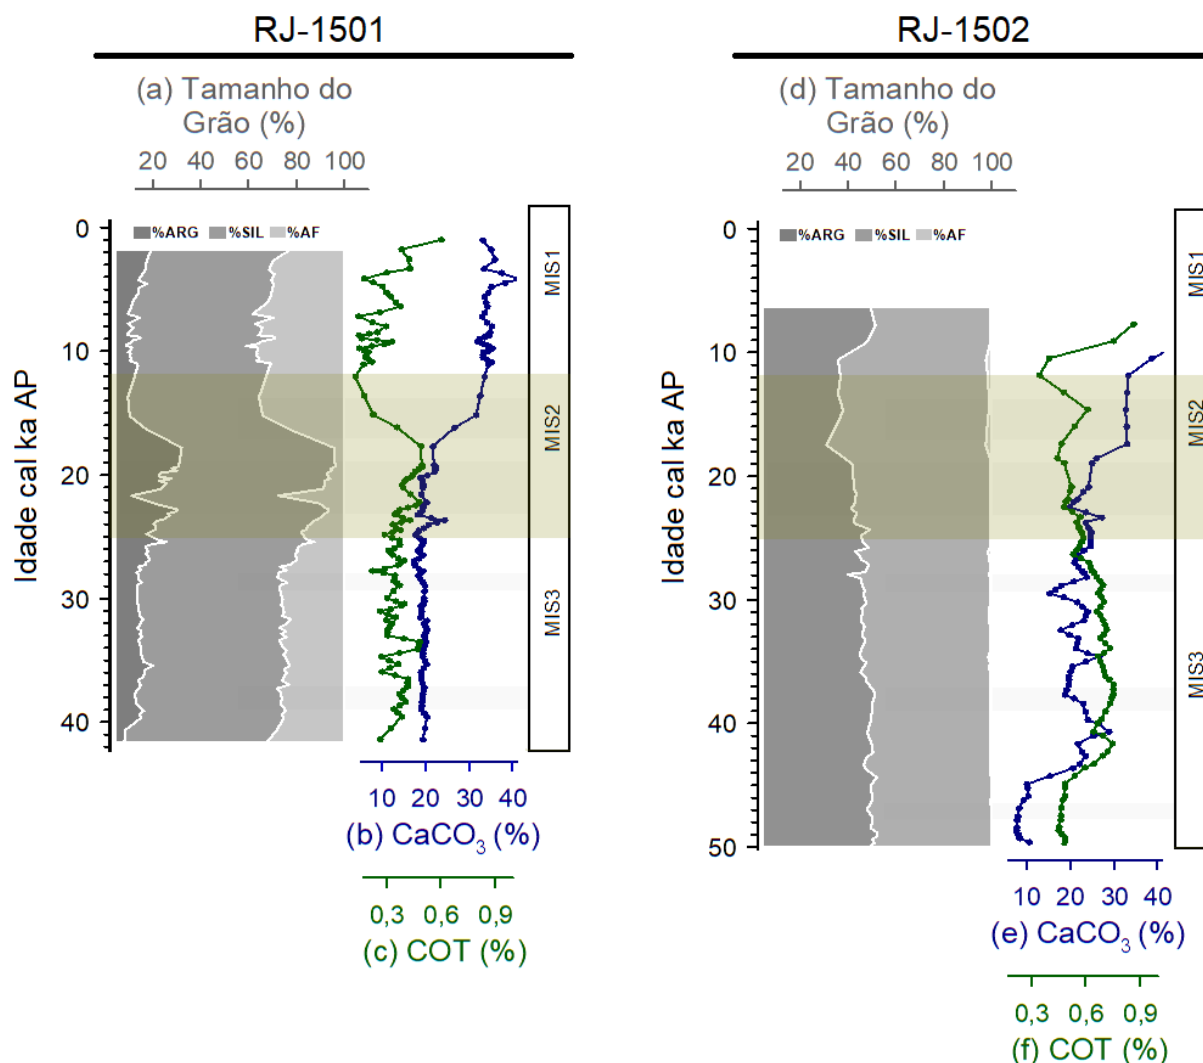 RJ-1501
(a) Tamanho do
Grão (%)
20 40 60 80 100
%ARG %SIL %AF
0
10
20
30
40
Idade cal ka AP
MIS1
MIS2
MIS3
10 20 30 40
(b) CaCO₃ (%)
0,3 0,6 0,9
(c) COT (%)
RJ-1502
(d) Tamanho do
Grão (%)
20 40 60 80 100
%ARG %SIL %AF
0
10
20
30
40
50
Idade cal ka AP
MIS1
MIS2
MIS3
10 20 30 40
(e) CaCO₃ (%)
0,3 0,6 0,9
(f) COT (%)